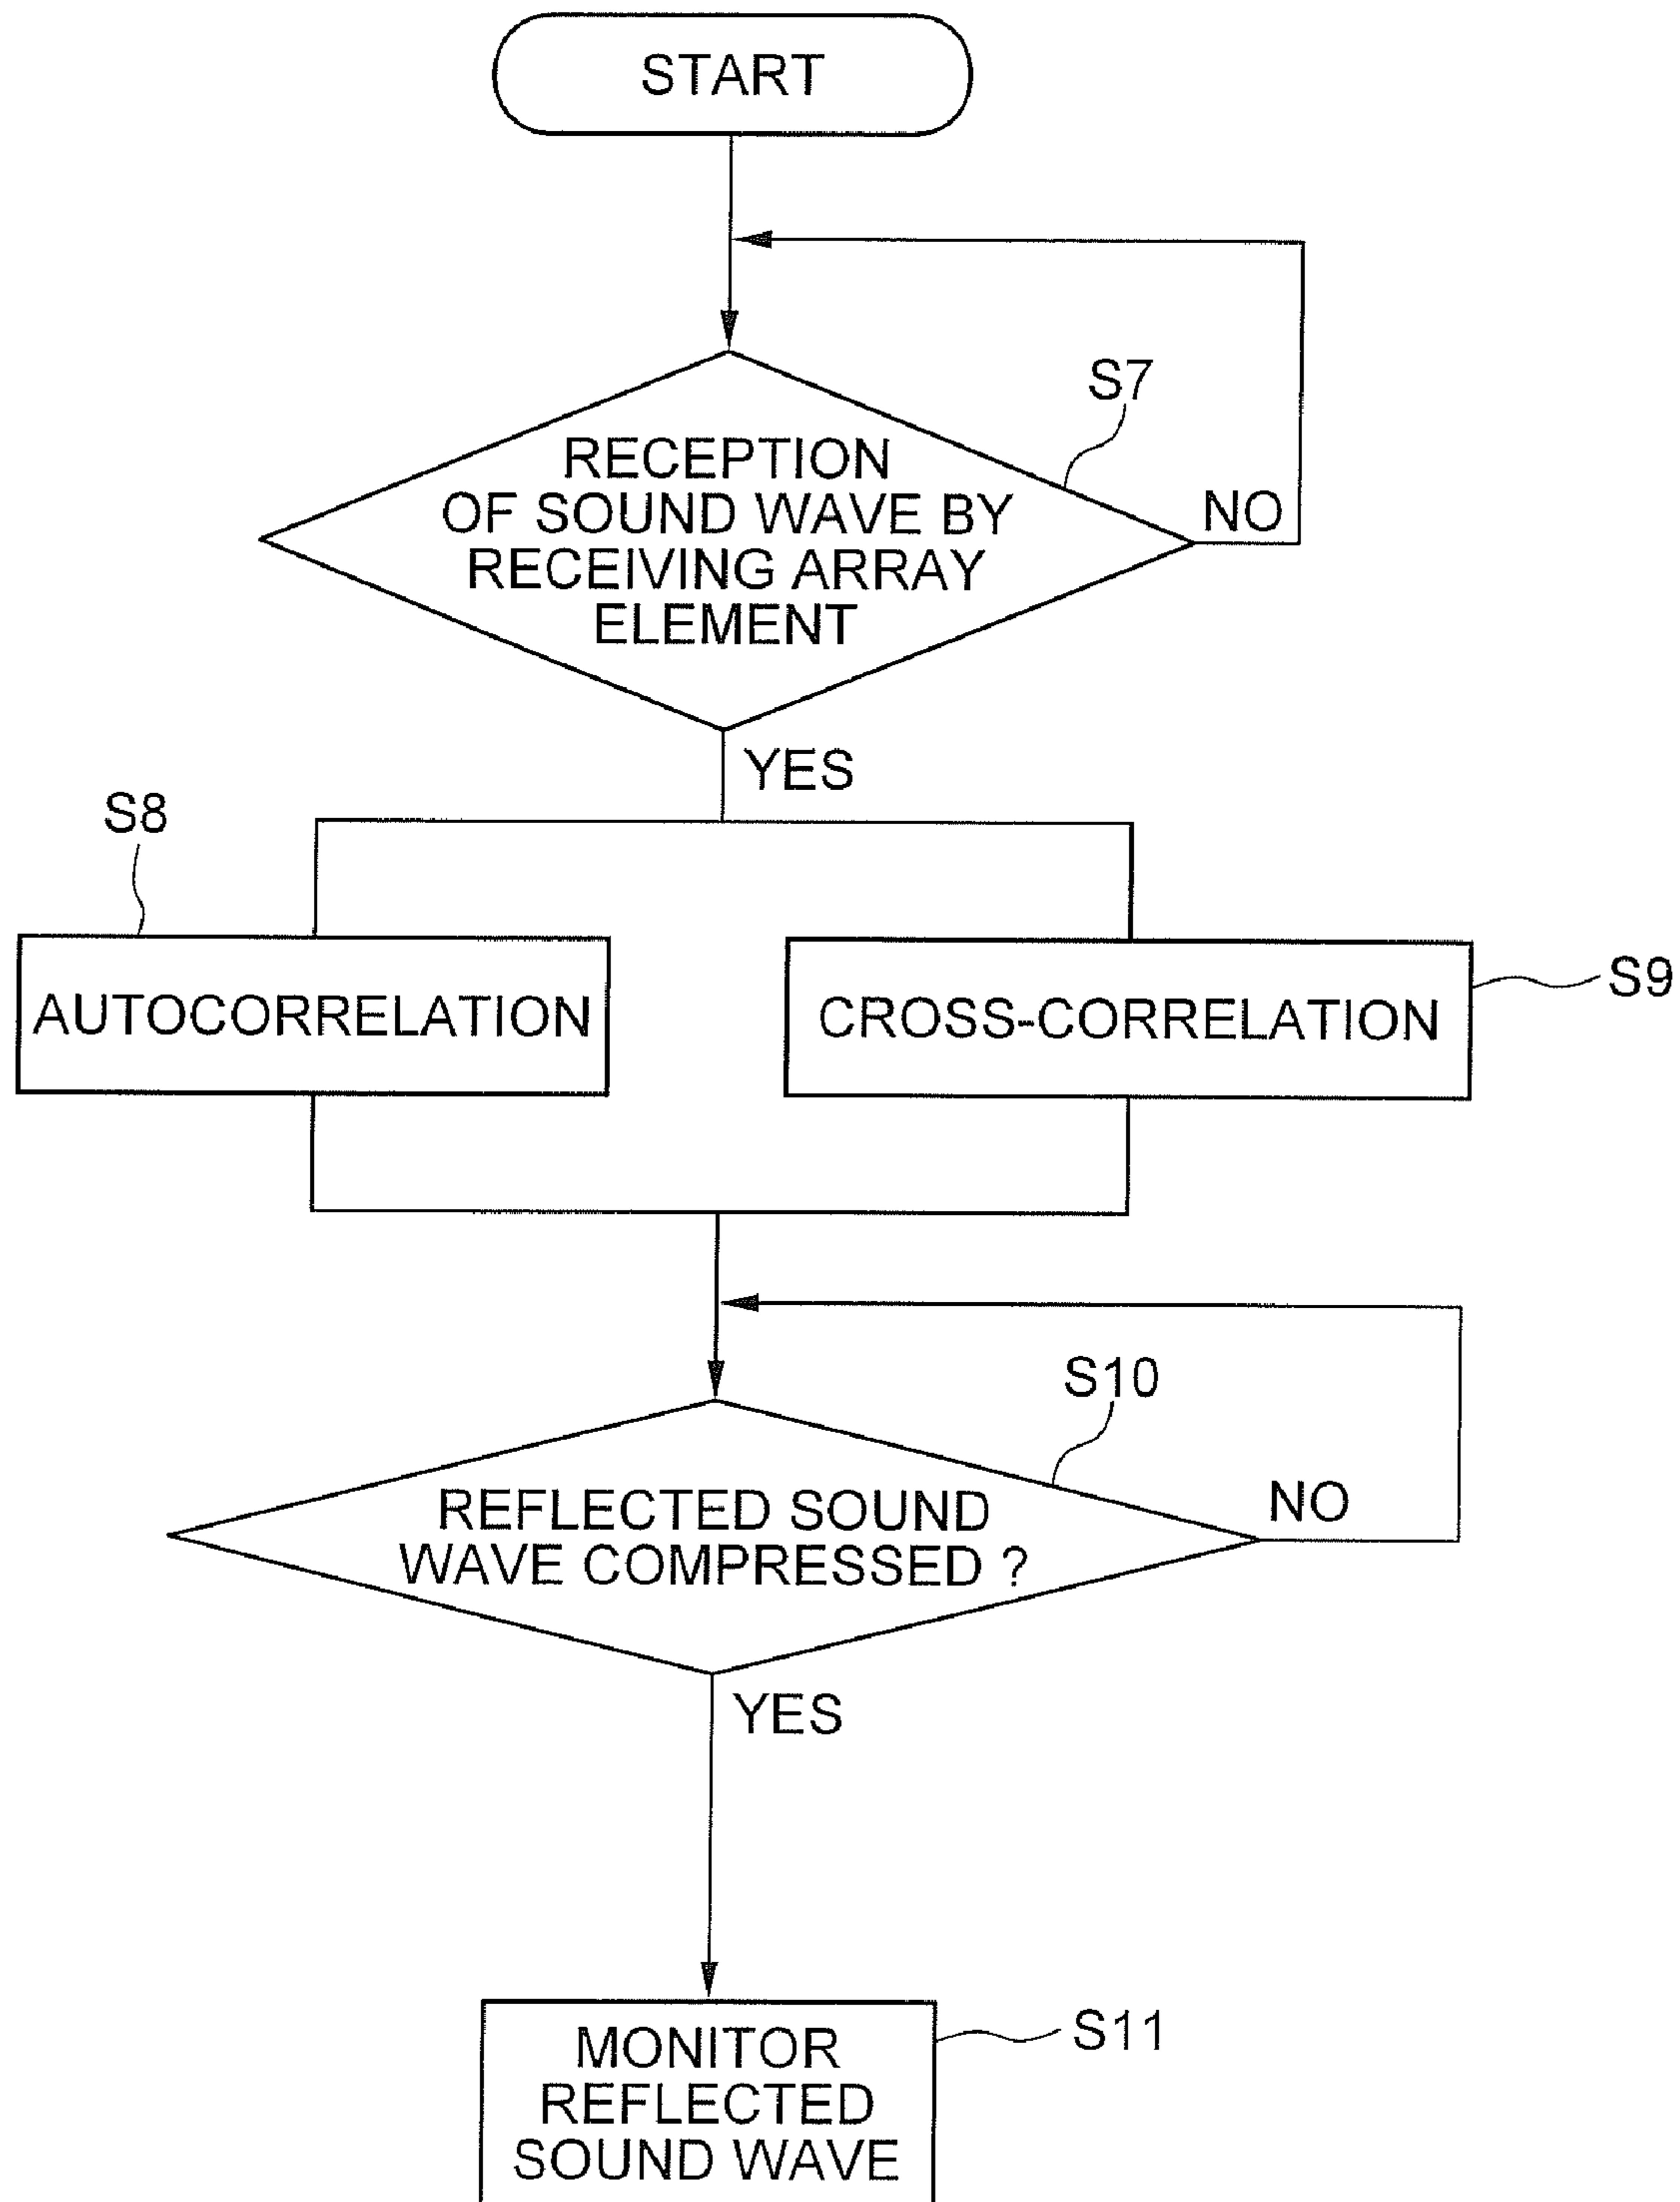 START
S7
RECEPTION
OF SOUND WAVE BY
RECEIVING ARRAY
ELEMENT
NO
YES
S8
AUTOCORRELATION
CROSS-CORRELATION
S9
S10
REFLECTED SOUND
WAVE COMPRESSED ?
NO
YES
MONITOR
REFLECTED
SOUND WAVE
S11